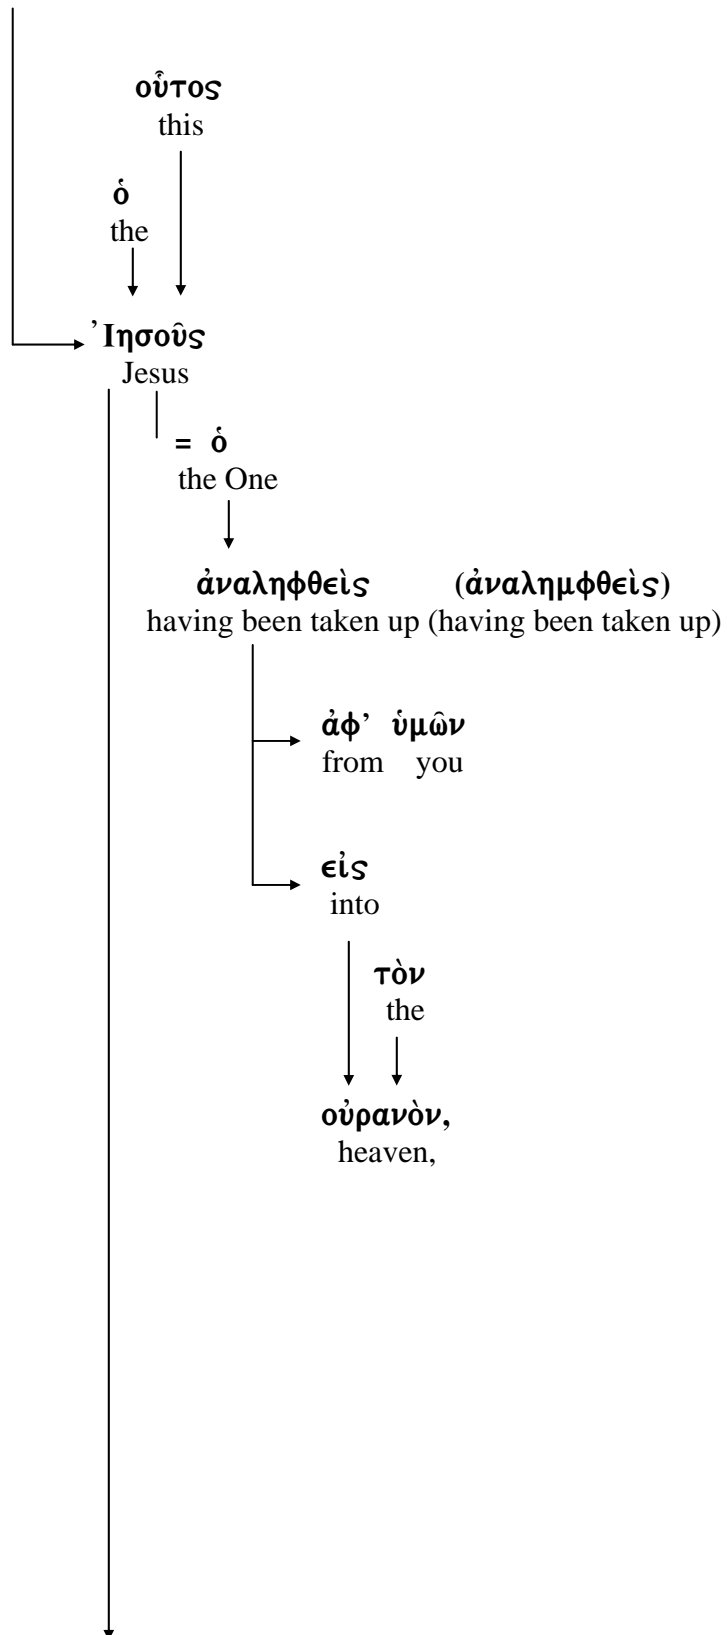 οὗτος
this
ὁ
the
Ἰησοῦς
Jesus
= ὁ
the One
ἀναληφθεὶς (ἀναλημφθεὶς)
having been taken up (having been taken up)
ἀφ’ ὑμῶν
from you
εἰς
into
τὸν
the
οὐρανὸν,
heaven,